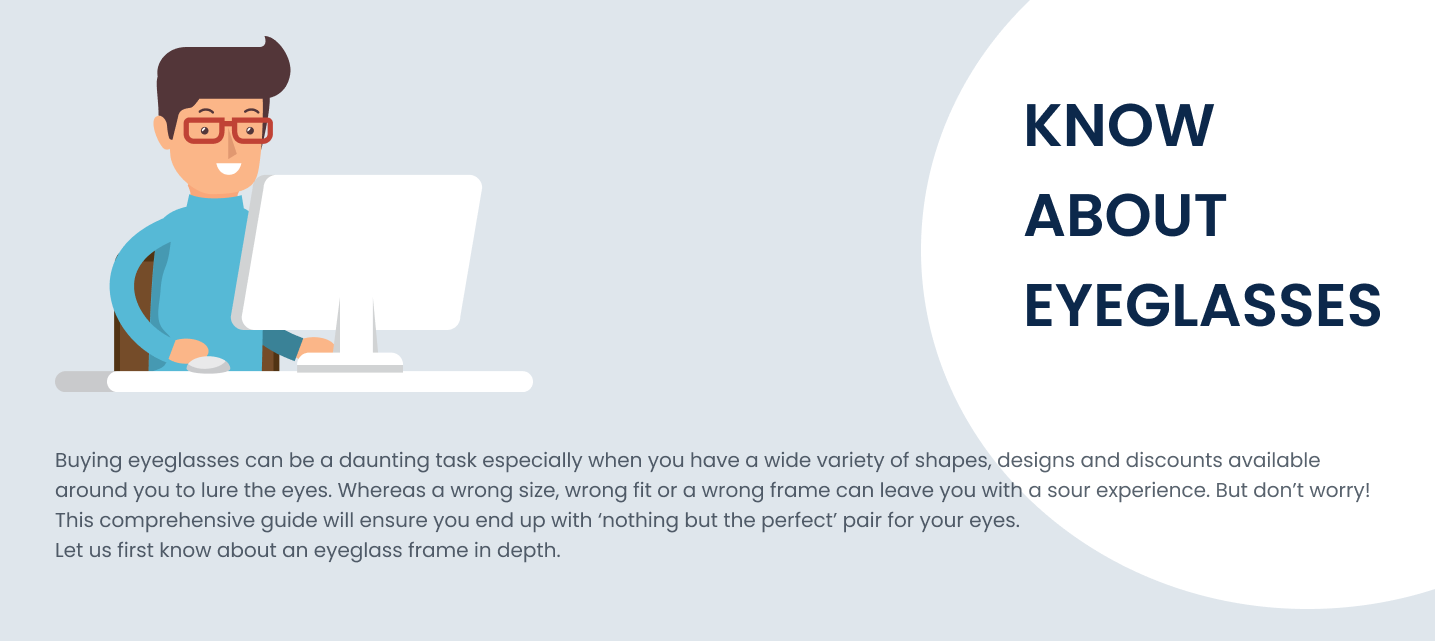 KNOW
ABOUT
EYEGLASSES
Buying eyeglasses can be a daunting task especially when you have a wide variety of shapes, designs and discounts available
around you to lure the eyes. Whereas a wrong size, wrong fit or a wrong frame can leave you with a sour experience. But don’t worry!
This comprehensive guide will ensure you end up with ‘nothing but the perfect’ pair for your eyes.
Let us first know about an eyeglass frame in depth.